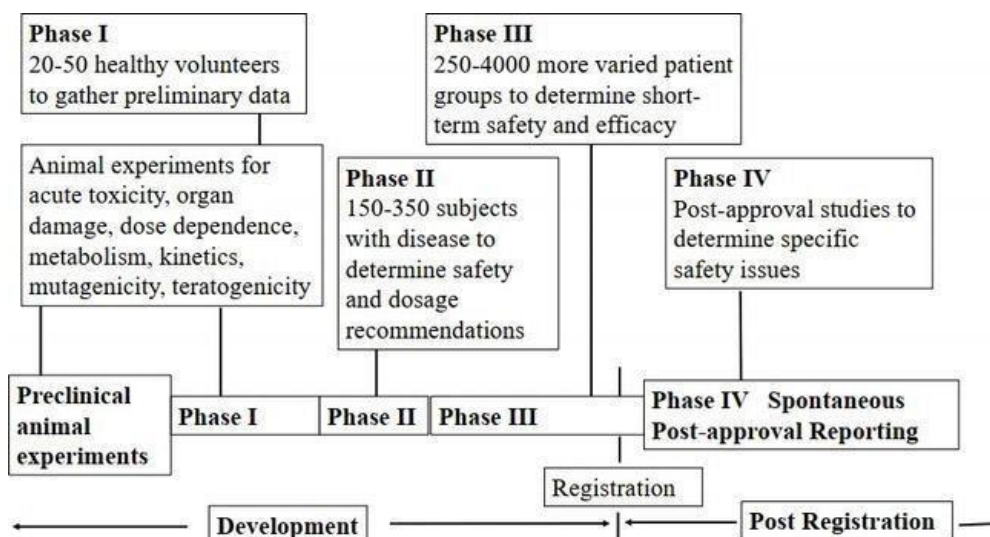 Phase I
20-50 healthy volunteers
to gather preliminary data
Phase III
250-4000 more varied patient
groups to determine short-
term safety and efficacy
Animal experiments for
acute toxicity, organ
damage, dose dependence,
metabolism, kinetics,
mutagenicity, teratogenicity
Phase II
150-350 subjects
with disease to
determine safety
and dosage
recommendations
Phase IV
Post-approval studies to
determine specific
safety issues
Preclinical
animal
experiments
Phase I
Phase II
Phase III
Phase IV Spontaneous
Post-approval Reporting
Registration
Development
Post Registration